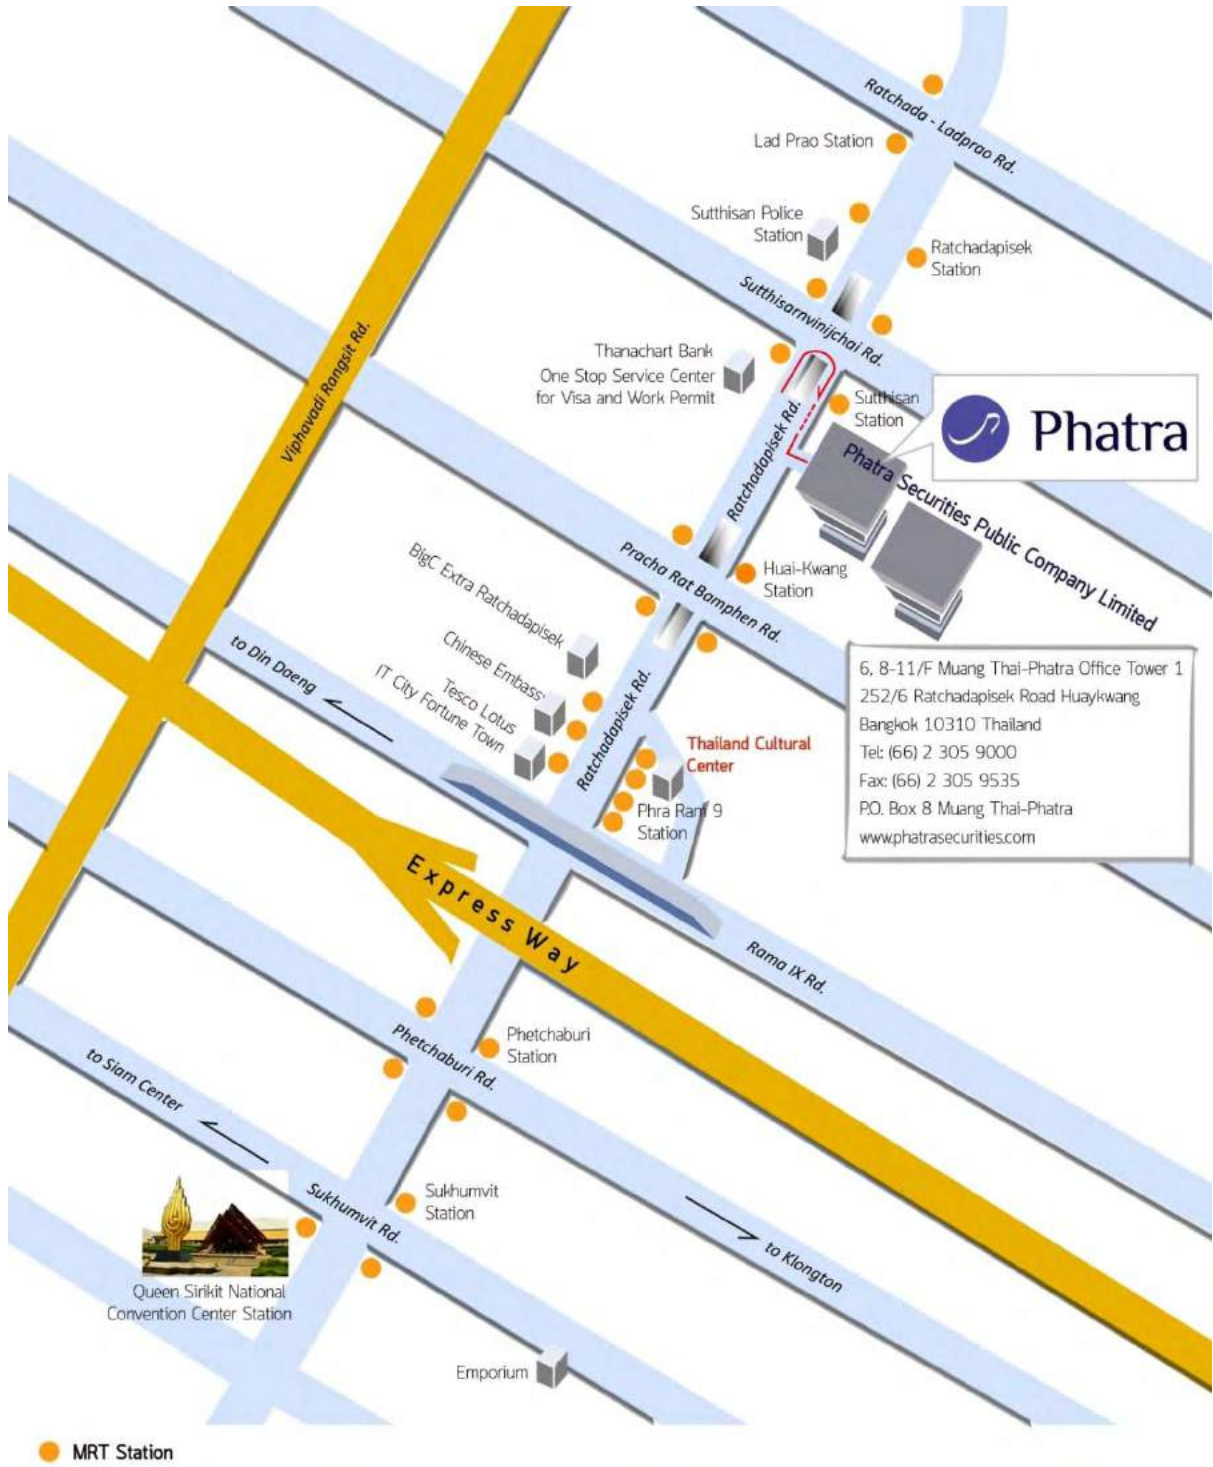 Ratchada - Ladprao Rd.
Lad Prao Station
Sutthisan Police
Station
Ratchadapisek
Station
Sutthisarnvinijchai Rd.
Viphavadi Rangsit Rd.
Thanachart Bank
One Stop Service Center
for Visa and Work Permit
Sutthisan
Station
Phatra
Ratchadapisek Rd.
Phatra Securities Public Company Limited
Pracha Rat Bamphen Rd.
Huai-Kwang
Station
BigC Extra Ratchadapisek
Chinese Embass
Tesco Lotus
IT City Fortune Town
to Din Daeng
Ratchadapisek Rd.
Thailand Cultural
Center
Phra Ram 9
Station
6, 8-11/F Muang Thai-Phatra Office Tower 1
252/6 Ratchadapisek Road Huaykwang
Bangkok 10310 Thailand
Tel: (66) 2 305 9000
Fax: (66) 2 305 9535
P.O. Box 8 Muang Thai-Phatra
www.phatrasecurities.com
Express Way
Rama IX Rd.
Phetchaburi
Station
Phetchaburi Rd.
to Siam Center
Sukhumvit
Station
Sukhumvit Rd.
to Klongton
Queen Sirikit National
Convention Center Station
Emporium
MRT Station